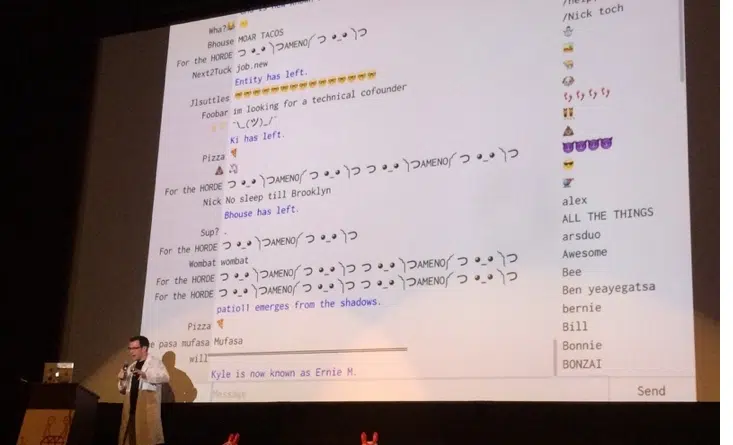 Wha?😹
Bhouse MOAR TACOS
For the HORDE つ •_• ༽つAMENO༼ つ •_• ༽つ
Next2Tuck job.new
Entity has left.
Jlsuttles 😎😎😎😎😎😎😎😎😎😎😎😎😎😎😎😎
Foobar im looking for a technical cofounder
¯\_(ツ)_/¯
Ki has left.
Pizza 🍕
For the HORDE つ •_• ༽つAMENO༼ つ •_• ༽つ つ •_• ༽つAMENO༼ つ •_• ༽つ
Nick No sleep till Brooklyn
Bhouse has left.
Sup? .
For the HORDE つ •_• ༽つAMENO༼ つ •_• ༽つ
Wombat wombat
For the HORDE つ •_• ༽つAMENO༼ つ •_• ༽つ つ •_• ༽つAMENO༼ つ •_• ༽つ
For the HORDE つ •_• ༽つAMENO༼ つ •_• ༽つ つ •_• ༽つAMENO༼ つ •_• ༽つ
patio11 emerges from the shadows.
Pizza 🍕
e pasa mufasa Mufasa
will
Kyle is now known as Ernie M.
Message
Send
/Nick toch
alex
ALL THE THINGS
arsduo
Awesome
Bee
Ben yeayegatsa
bernie
Bill
Bonnie
BONZAI